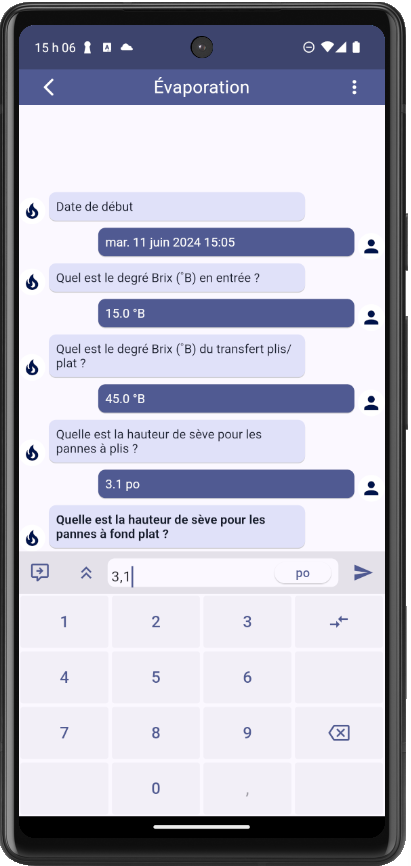 15 h 06
Évaporation
Date de début
mar. 11 juin 2024 15:05
Quel est le degré Brix (°B) en entrée ?
15.0 °B
Quel est le degré Brix (°B) du transfert plis/
plat ?
45.0 °B
Quelle est la hauteur de sève pour les
pannes à plis ?
3.1 po
Quelle est la hauteur de sève pour les
pannes à fond plat ?
3,1 po
1 2 3
4 5 6
7 8 9
0 ,